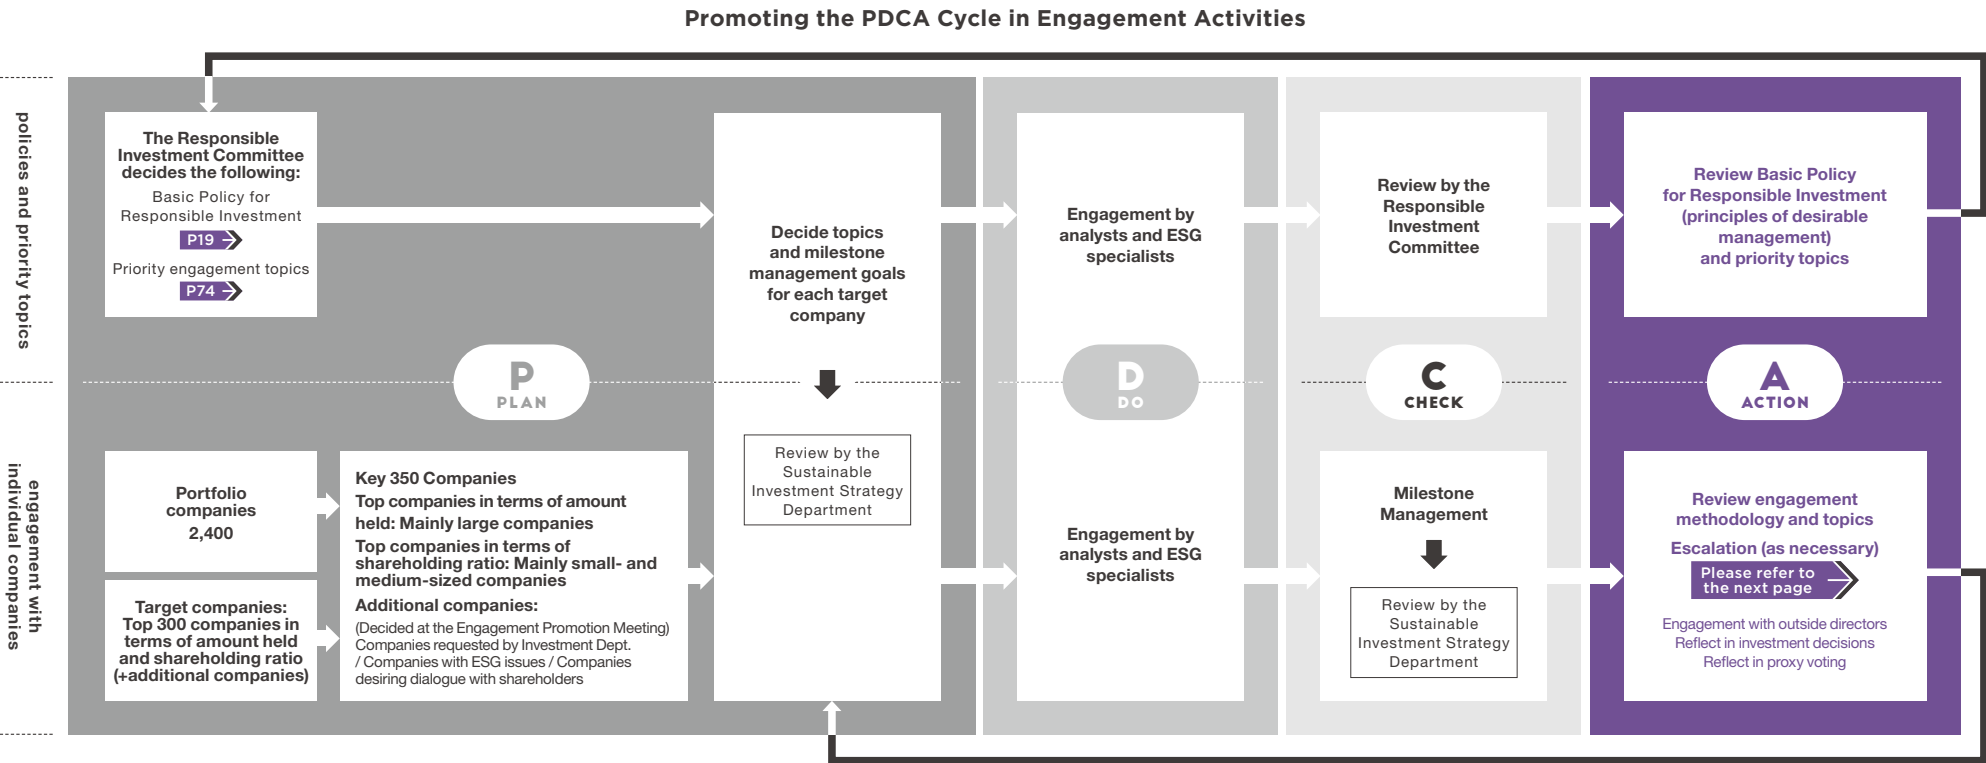 Promoting the PDCA Cycle in Engagement Activities
policies and priority topics
The Responsible
Investment Committee
decides the following:
Basic Policy for
Responsible Investment
P19
Priority engagement topics
P74
Decide topics
and milestone
management goals
for each target
company
Engagement by
analysts and ESG
specialists
Review by the
Responsible
Investment
Committee
Review Basic Policy
for Responsible Investment
(principles of desirable
management)
and priority topics
P
PLAN
D
DO
C
CHECK
A
ACTION
engagement with
individual companies
Portfolio
companies
2,400
Target companies:
Top 300 companies in
terms of amount held
and shareholding ratio
(+additional companies)
Key 350 Companies
Top companies in terms of amount
held: Mainly large companies
Top companies in terms of
shareholding ratio: Mainly small- and
medium-sized companies
Additional companies:
(Decided at the Engagement Promotion Meeting)
Companies requested by Investment Dept.
/ Companies with ESG issues / Companies
desiring dialogue with shareholders
Review by the
Sustainable
Investment Strategy
Department
Engagement by
analysts and ESG
specialists
Milestone
Management
Review by the
Sustainable
Investment Strategy
Department
Review engagement
methodology and topics
Escalation (as necessary)
Please refer to
the next page
Engagement with outside directors
Reflect in investment decisions
Reflect in proxy voting